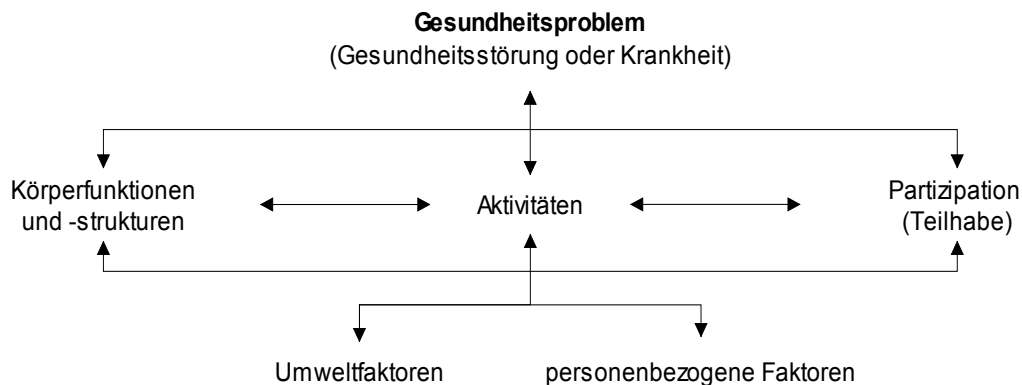 Gesundheitsproblem
(Gesundheitsstörung oder Krankheit)
Körperfunktionen
und -strukturen
Aktivitäten
Partizipation
(Teilhabe)
Umweltfaktoren
personenbezogene Faktoren